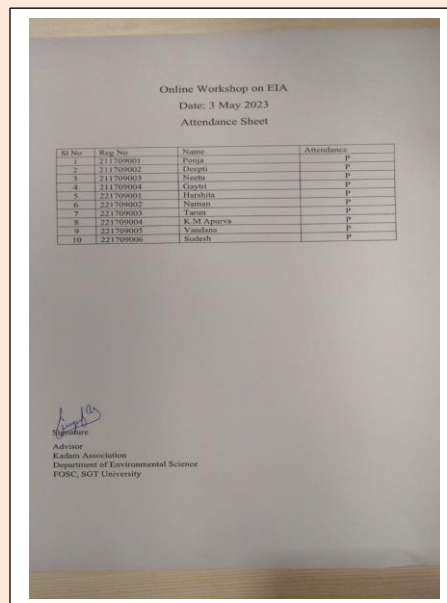 Online Workshop on EIA
Date: 3 May 2023
Attendance Sheet
Sl No Reg No Name Attendance
1 211709001 Pooja P
2 211709002 Deepti P
3 211709003 Neetu P
4 211709004 Gaytri P
5 221709001 Harshita P
6 221709002 Naman P
7 221709003 Tarun P
8 221709004 K.M Apurva P
9 221709005 Vandana P
10 221709006 Sudesh P
Signature
Advisor
Kadam Association
Department of Environmental Science
FOSC, SGT University